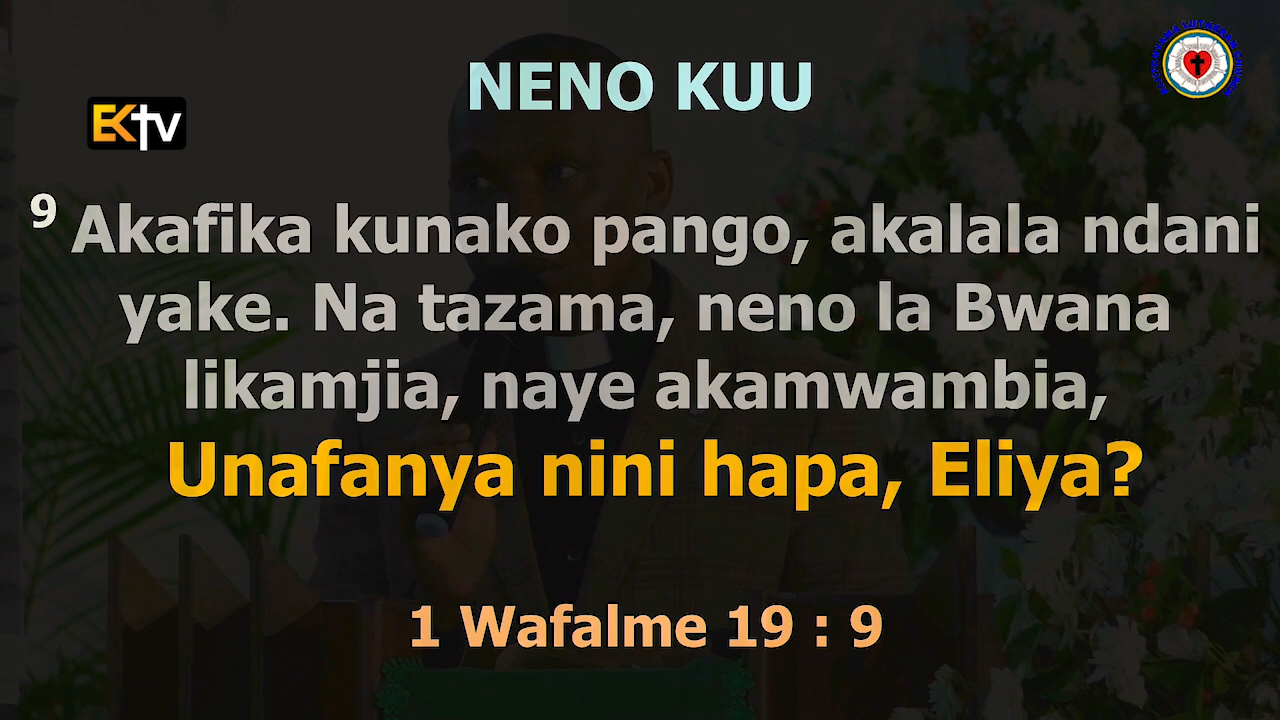 NENO KUU
EKTV
9 Akafika kunako pango, akalala ndani
yake. Na tazama, neno la Bwana
likamjia, naye akamwambia,
Unafanya nini hapa, Eliya?
1 Wafalme 19 : 9